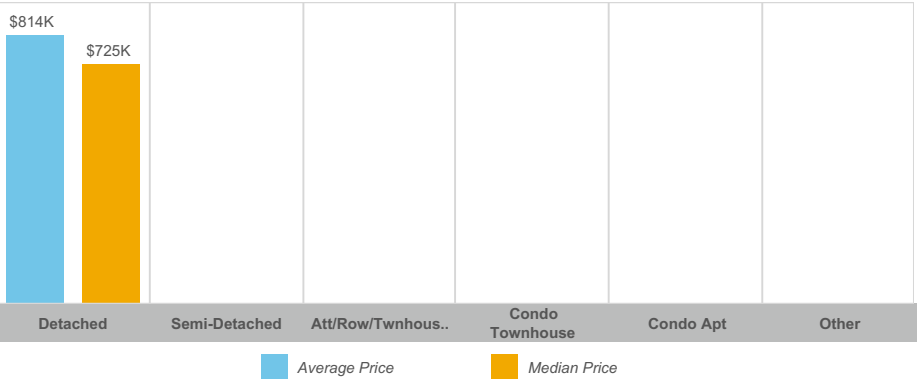 $814K
$725K
Detached
Semi-Detached
Att/Row/Twnhous..
Condo
Townhouse
Condo Apt
Other
Average Price
Median Price